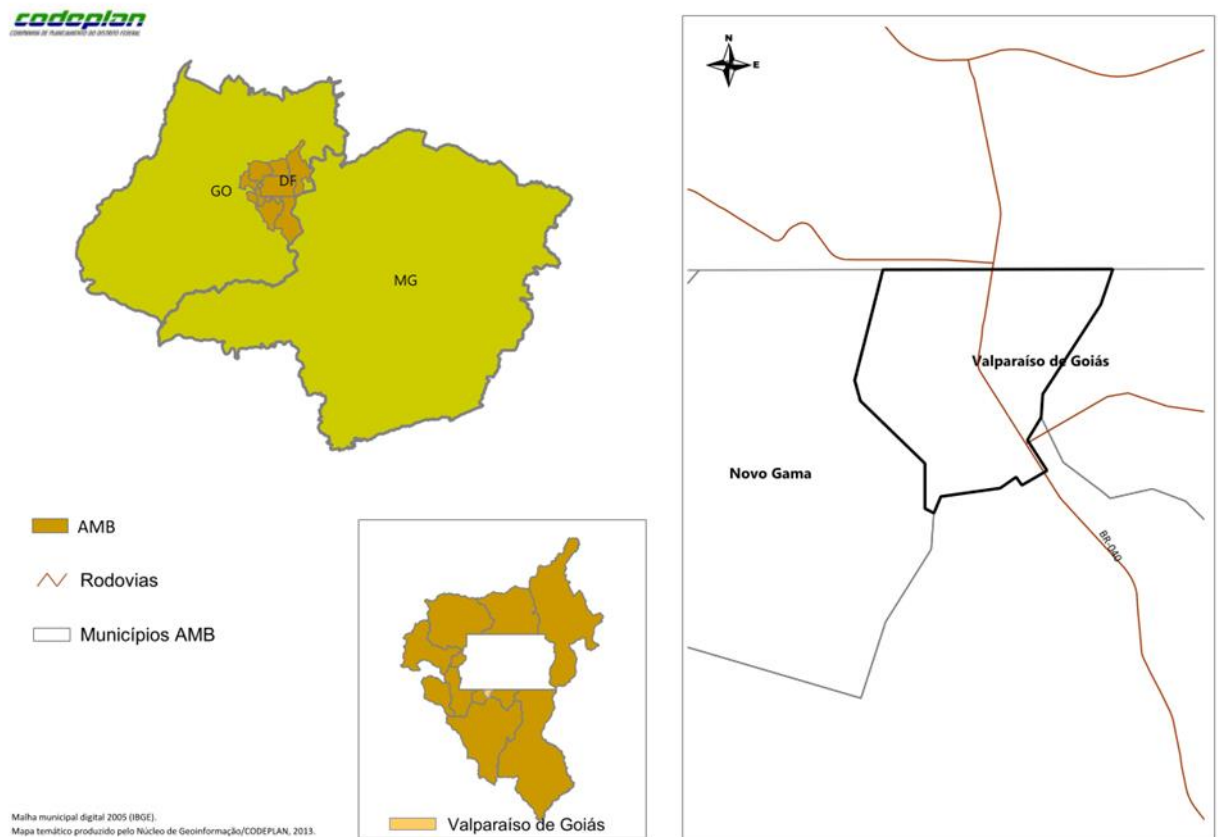 codeplan
COMPANHIA DE PLANEJAMENTO DO DISTRITO FEDERAL
GO
DF
MG
AMB
Rodovias
Municípios AMB
Valparaíso de Goiás
Malha municipal digital 2005 (IBGE).
Mapa temático produzido pelo Núcleo de Geoinformação/CODEPLAN, 2013.
N
E
Valparaíso de Goiás
Novo Gama
BR-040